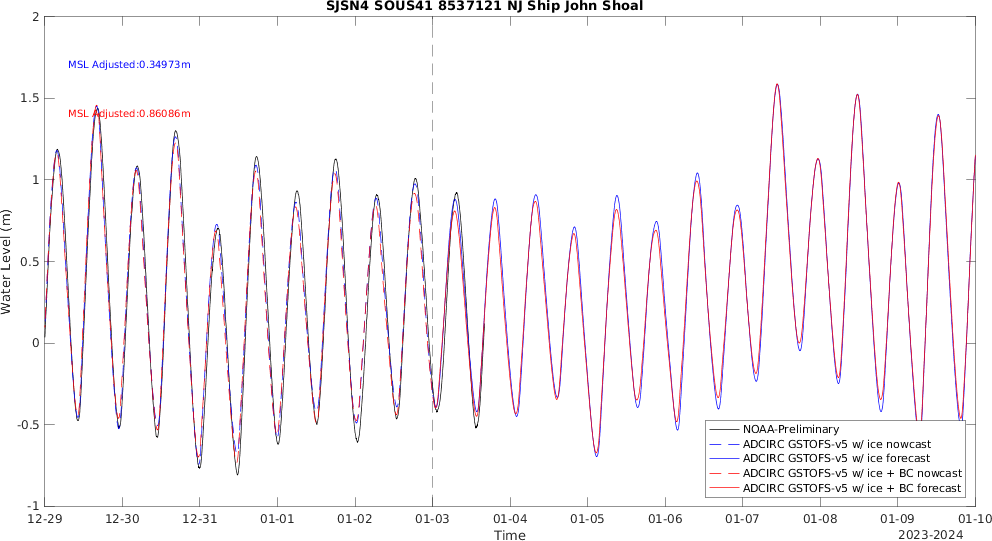 SJSN4 SOUS41 8537121 NJ Ship John Shoal
MSL Adjusted:0.34973m
MSL Adjusted:0.86086m
Water Level (m)
2
1.5
1
0.5
0
-0.5
-1
NOAA-Preliminary
ADCIRC GSTOFS-v5 w/ ice nowcast
ADCIRC GSTOFS-v5 w/ ice forecast
ADCIRC GSTOFS-v5 w/ ice + BC nowcast
ADCIRC GSTOFS-v5 w/ ice + BC forecast
12-29 12-30 12-31 01-01 01-02 01-03 01-04 01-05 01-06 01-07 01-08 01-09 01-10
Time
2023-2024